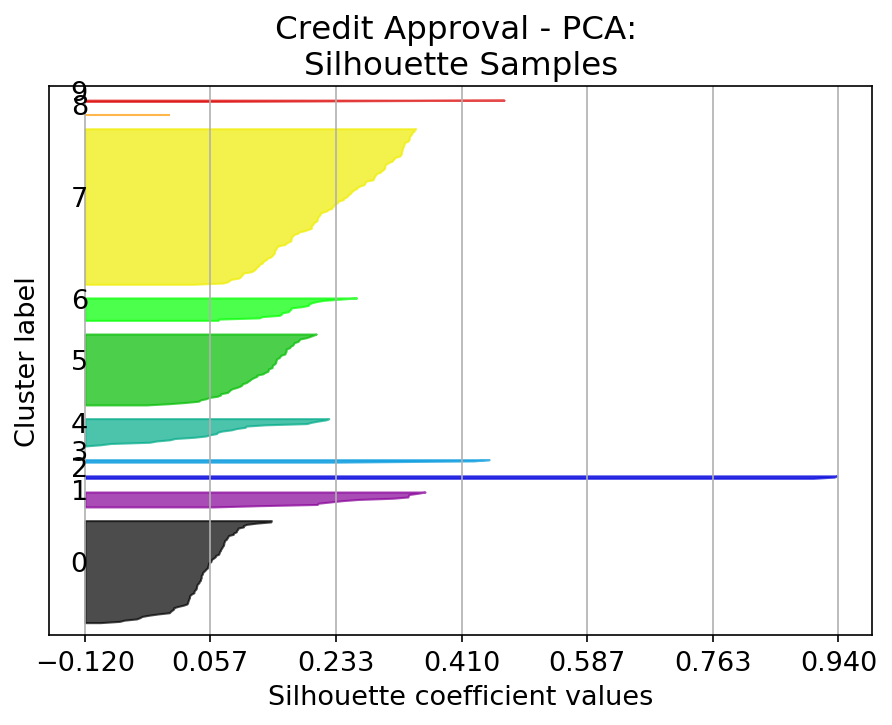 Credit Approval - PCA:
Silhouette Samples
Cluster label
9
8
7
6
5
4
3
2
1
0
−0.120 0.057 0.233 0.410 0.587 0.763 0.940
Silhouette coefficient values